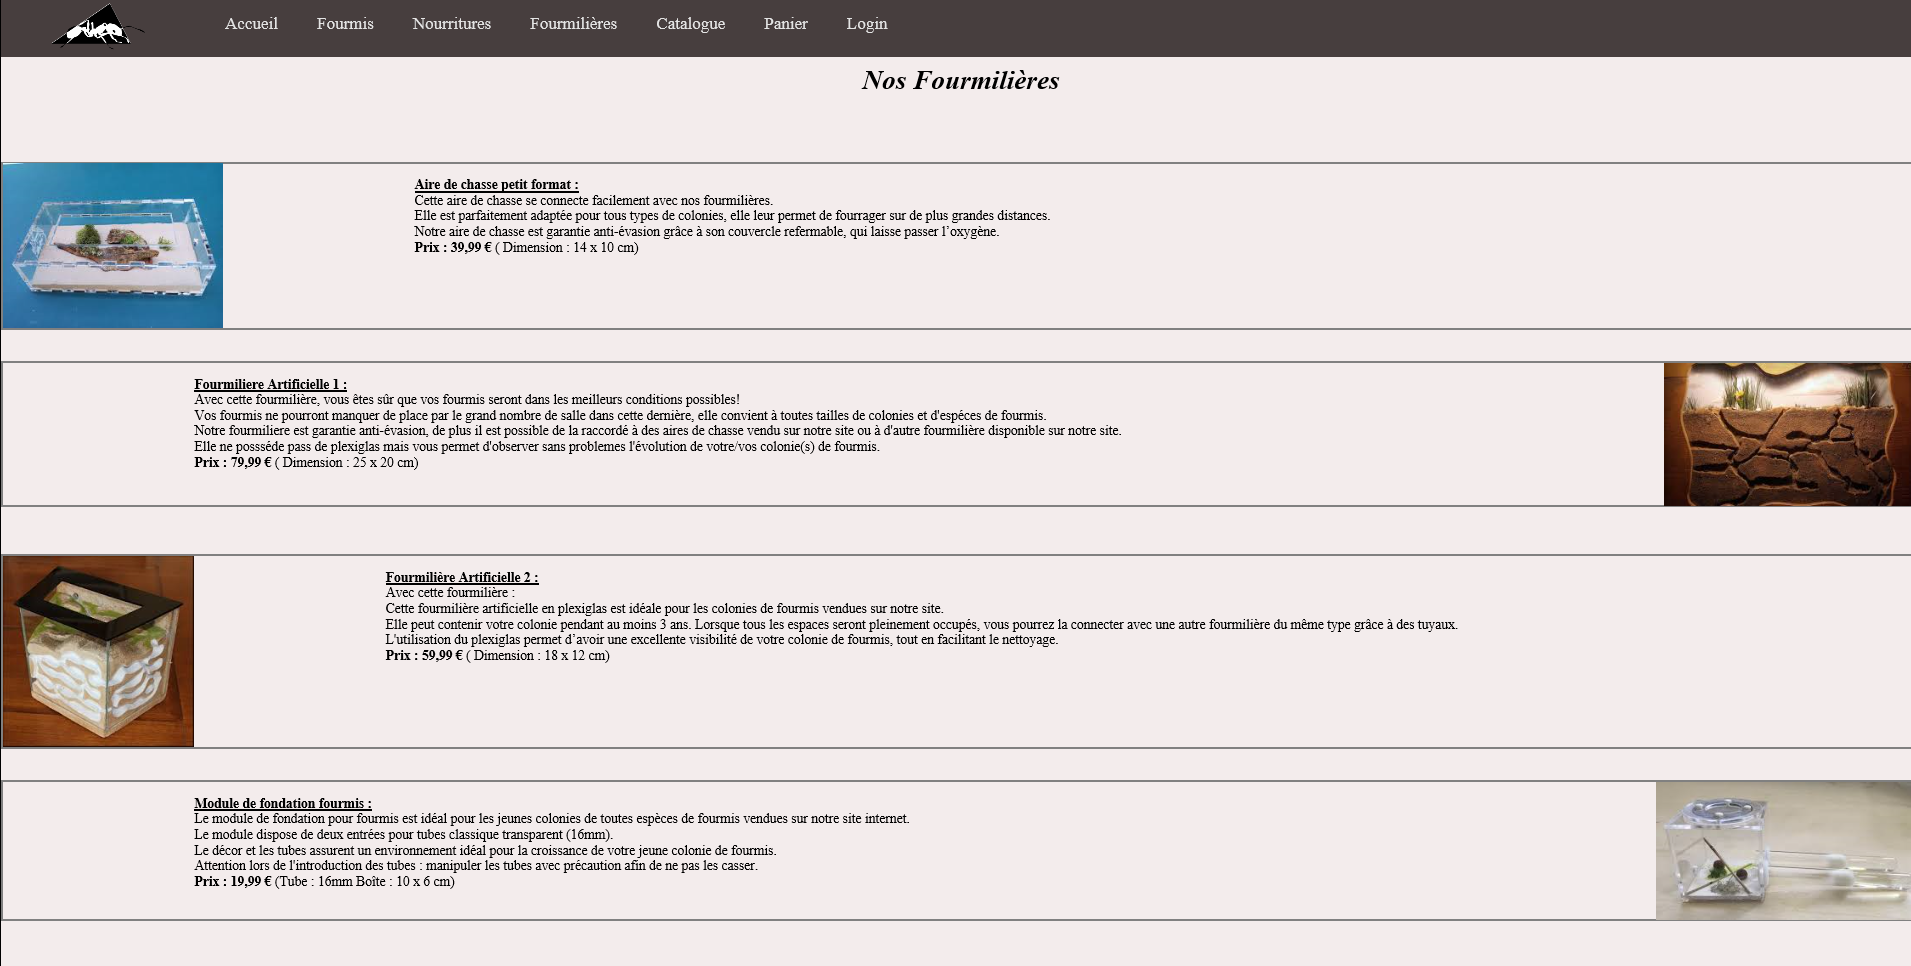 Accueil Fourmis Nourritures Fourmilières Catalogue Panier Login
Nos Fourmilières
Aire de chasse petit format :
Cette aire de chasse se connecte facilement avec nos fourmilières.
Elle est parfaitement adaptée pour tous types de colonies, elle leur permet de fourrager sur de plus grandes distances.
Notre aire de chasse est garantie anti-évasion grâce à son couvercle refermable, qui laisse passer l’oxygène.
Prix : 39,99 € ( Dimension : 14 x 10 cm)
Fourmiliere Artificielle 1 :
Avec cette fourmilière, vous êtes sûr que vos fourmis seront dans les meilleurs conditions possibles!
Vos fourmis ne pourront manquer de place par le grand nombre de salle dans cette dernière, elle convient à toutes tailles de colonies et d'espéces de fourmis.
Notre fourmiliere est garantie anti-évasion, de plus il est possible de la raccordé à des aires de chasse vendu sur notre site ou à d'autre fourmilière disponible sur notre site.
Elle ne possséde pass de plexiglas mais vous permet d'observer sans problemes l'évolution de votre/vos colonie(s) de fourmis.
Prix : 79,99 € ( Dimension : 25 x 20 cm)
Fourmilière Artificielle 2 :
Avec cette fourmilière :
Cette fourmilière artificielle en plexiglas est idéale pour les colonies de fourmis vendues sur notre site.
Elle peut contenir votre colonie pendant au moins 3 ans. Lorsque tous les espaces seront pleinement occupés, vous pourrez la connecter avec une autre fourmilière du même type grâce à des tuyaux.
L'utilisation du plexiglas permet d’avoir une excellente visibilité de votre colonie de fourmis, tout en facilitant le nettoyage.
Prix : 59,99 € ( Dimension : 18 x 12 cm)
Module de fondation fourmis :
Le module de fondation pour fourmis est idéal pour les jeunes colonies de toutes espèces de fourmis vendues sur notre site internet.
Le module dispose de deux entrées pour tubes classique transparent (16mm).
Le décor et les tubes assurent un environnement idéal pour la croissance de votre jeune colonie de fourmis.
Attention lors de l'introduction des tubes : manipuler les tubes avec précaution afin de ne pas les casser.
Prix : 19,99 € (Tube : 16mm Boîte : 10 x 6 cm)